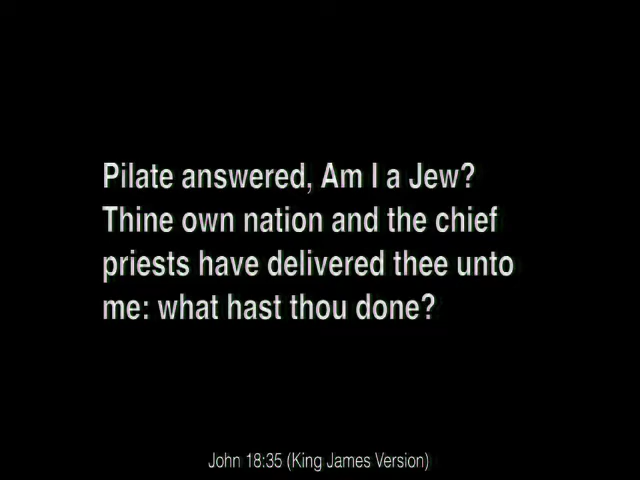 Pilate answered, Am I a Jew?
Thine own nation and the chief
priests have delivered thee unto
me: what hast thou done?
John 18:35 (King James Version)